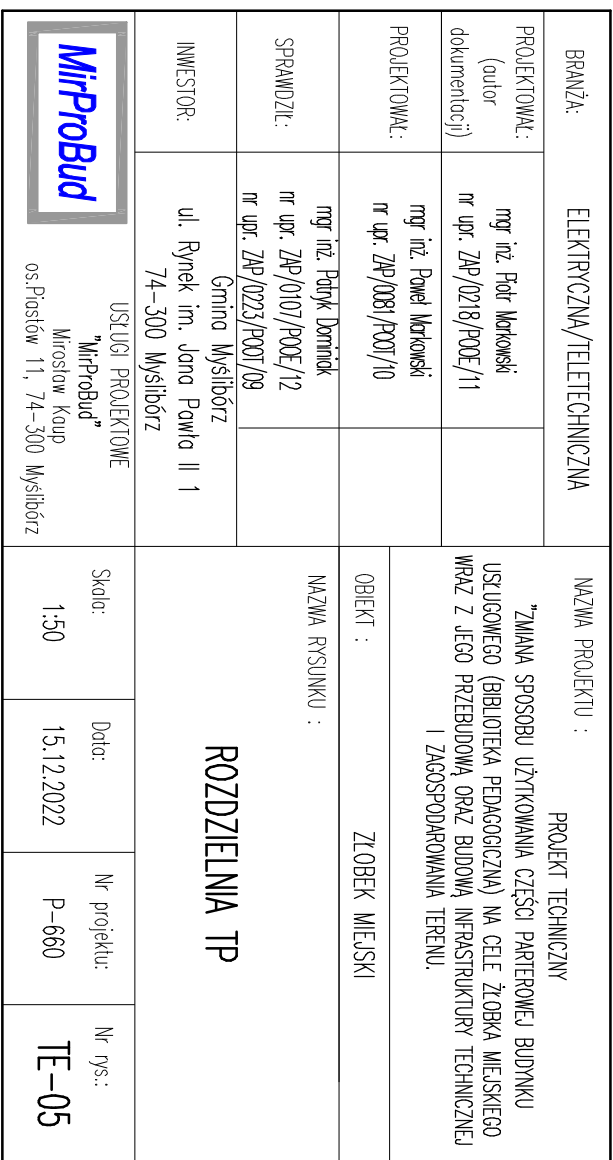 BRANŻA:
ELEKTRYCZNA/TELETECHNICZNA
PROJEKTOWAŁ:
(autor
dokumentacji)
mgr inż. Piotr Markowski
nr upr. ZAP/0218/POOE/11
PROJEKTOWAŁ:
mgr inż. Paweł Markowski
nr upr. ZAP/0081/POOT/10
SPRAWDZIŁ:
mgr inż. Patryk Dominiak
nr upr. ZAP/0107/POOE/12
nr upr. ZAP/0223/POOT/09
INWESTOR:
Gmina Myślibórz
ul. Rynek im. Jana Pawła II 1
74-300 Myślibórz
MirProBud
USŁUGI PROJEKTOWE
"MirProBud"
Mirosław Kaup
os.Piastów 11, 74-300 Myślibórz
NAZWA PROJEKTU :
PROJEKT TECHNICZNY
"ZMIANA SPOSOBU UŻYTKOWANIA CZĘŚCI PARTEROWEJ BUDYNKU
USŁUGOWEGO (BIBLIOTEKA PEDAGOGICZNA) NA CELE ŻŁOBKA MIEJSKIEGO
WRAZ Z JEGO PRZEBUDOWĄ ORAZ BUDOWĄ INFRASTRUKTURY TECHNICZNEJ
I ZAGOSPODAROWANIA TERENU.
OBIEKT :
ŻŁOBEK MIEJSKI
NAZWA RYSUNKU :
ROZDZIELNIA TP
Skala:
1:50
Data:
15.12.2022
Nr projektu:
P-660
Nr rys.:
TE-05